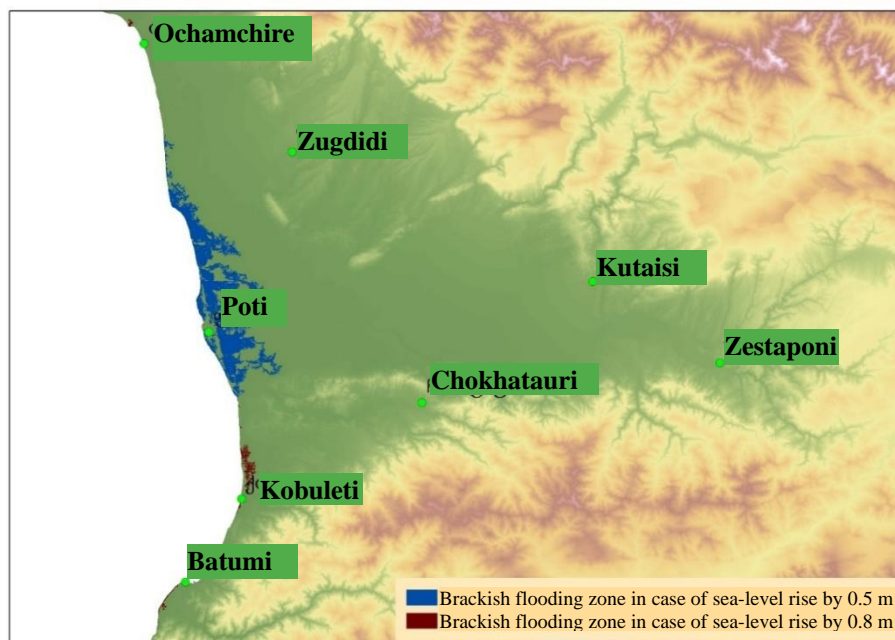 Ochamchire
Zugdidi
Kutaisi
Poti
Zestaponi
Chokhatauri
Kobuleti
Batumi
Brackish flooding zone in case of sea-level rise by 0.5 m
Brackish flooding zone in case of sea-level rise by 0.8 m